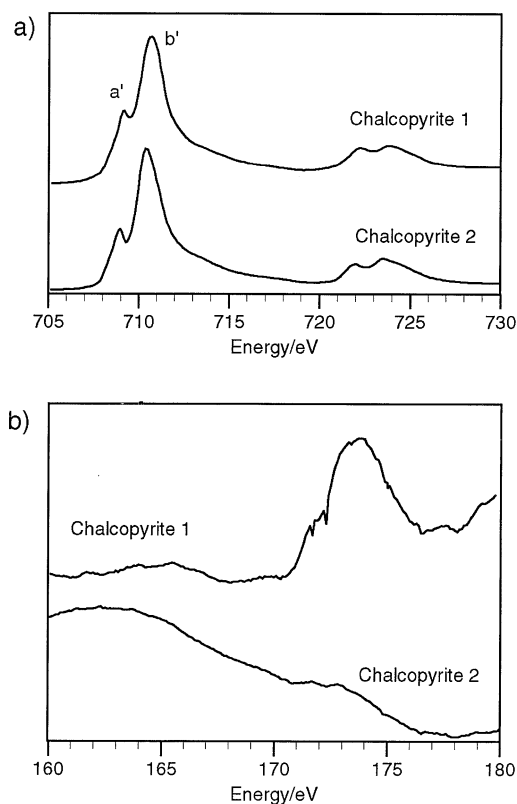 a)
b'
a'
Chalcopyrite 1
Chalcopyrite 2
705 710 715 720 725 730
Energy/eV
b)
Chalcopyrite 1
Chalcopyrite 2
160 165 170 175 180
Energy/eV